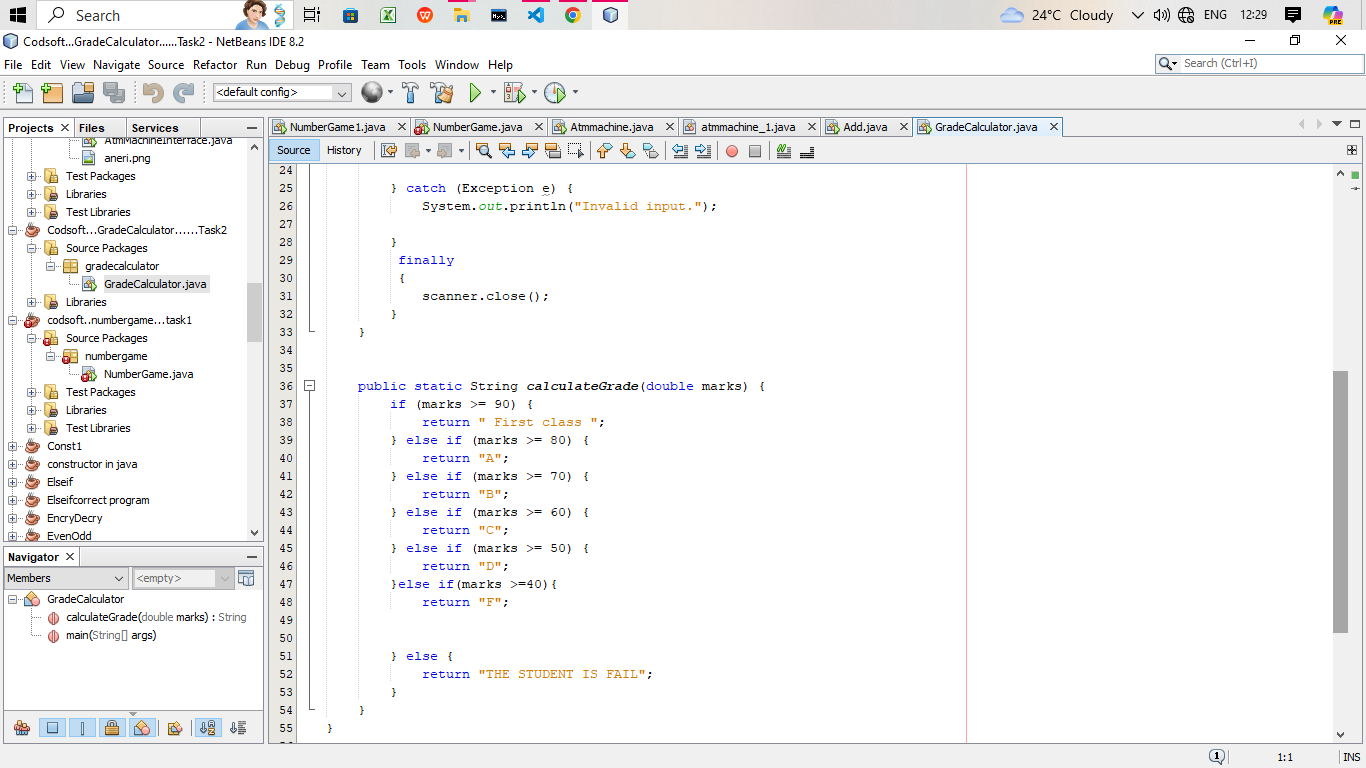 Search
24°C Cloudy
ENG
12:29
Codsoft...GradeCalculator......Task2 - NetBeans IDE 8.2
File Edit View Navigate Source Refactor Run Debug Profile Team Tools Window Help
Search (Ctrl+I)
<default config>
Projects Files Services
NumberGame1.java NumberGame.java Atmmachine.java atmmachine_1.java Add.java GradeCalculator.java
Source History
AtmMachineInterface.java
aneri.png
Test Packages
Libraries
Test Libraries
Codsoft...GradeCalculator......Task2
Source Packages
gradecalculator
GradeCalculator.java
Libraries
codsoft..numbergame...task1
Source Packages
numbergame
NumberGame.java
Test Packages
Libraries
Test Libraries
Const1
constructor in java
Elseif
Elseifcorrect program
EncryDecry
EvenOdd
Navigator
Members
<empty>
GradeCalculator
calculateGrade(double marks) : String
main(String[] args)
24
25 } catch (Exception e) {
26 System.out.println("Invalid input.");
27
28 }
29 finally
30 {
31 scanner.close();
32 }
33 }
34
35
36 public static String calculateGrade(double marks) {
37 if (marks >= 90) {
38 return " First class ";
39 } else if (marks >= 80) {
40 return "A";
41 } else if (marks >= 70) {
42 return "B";
43 } else if (marks >= 60) {
44 return "C";
45 } else if (marks >= 50) {
46 return "D";
47 }else if(marks >=40){
48 return "F";
49
50
51 } else {
52 return "THE STUDENT IS FAIL";
53 }
54 }
55 }
1
1:1
INS